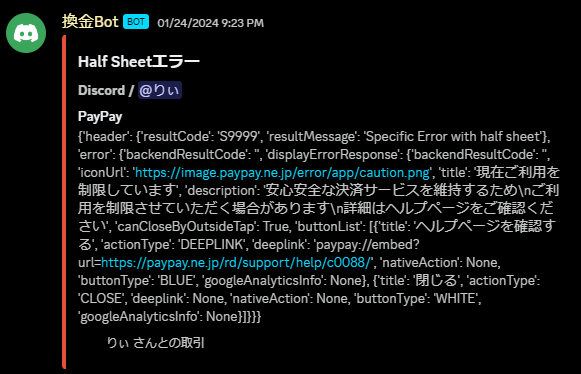 換金Bot BOT 01/24/2024 9:23 PM
Half Sheetエラー
Discord / @りぃ
PayPay
{'header': {'resultCode': 'S9999', 'resultMessage': 'Specific Error with half sheet'},
'error': {'backendResultCode': '', 'displayErrorResponse': {'backendResultCode': '',
'iconUrl': 'https://image.paypay.ne.jp/error/app/caution.png', 'title': '現在ご利用を
制限しています', 'description': '安心安全な決済サービスを維持するため\nご利
用を制限させていただく場合があります\n詳細はヘルプページをご確認くだ
さい', 'canCloseByOutsideTap': True, 'buttonList': [{'title': 'ヘルプページを確認す
る', 'actionType': 'DEEPLINK', 'deeplink': 'paypay://embed?
url=https://paypay.ne.jp/rd/support/help/c0088/', 'nativeAction': None,
'buttonType': 'BLUE', 'googleAnalyticsInfo': None}, {'title': '閉じる', 'actionType':
'CLOSE', 'deeplink': None, 'nativeAction': None, 'buttonType': 'WHITE',
'googleAnalyticsInfo': None}]}}}
りぃ さんとの取引